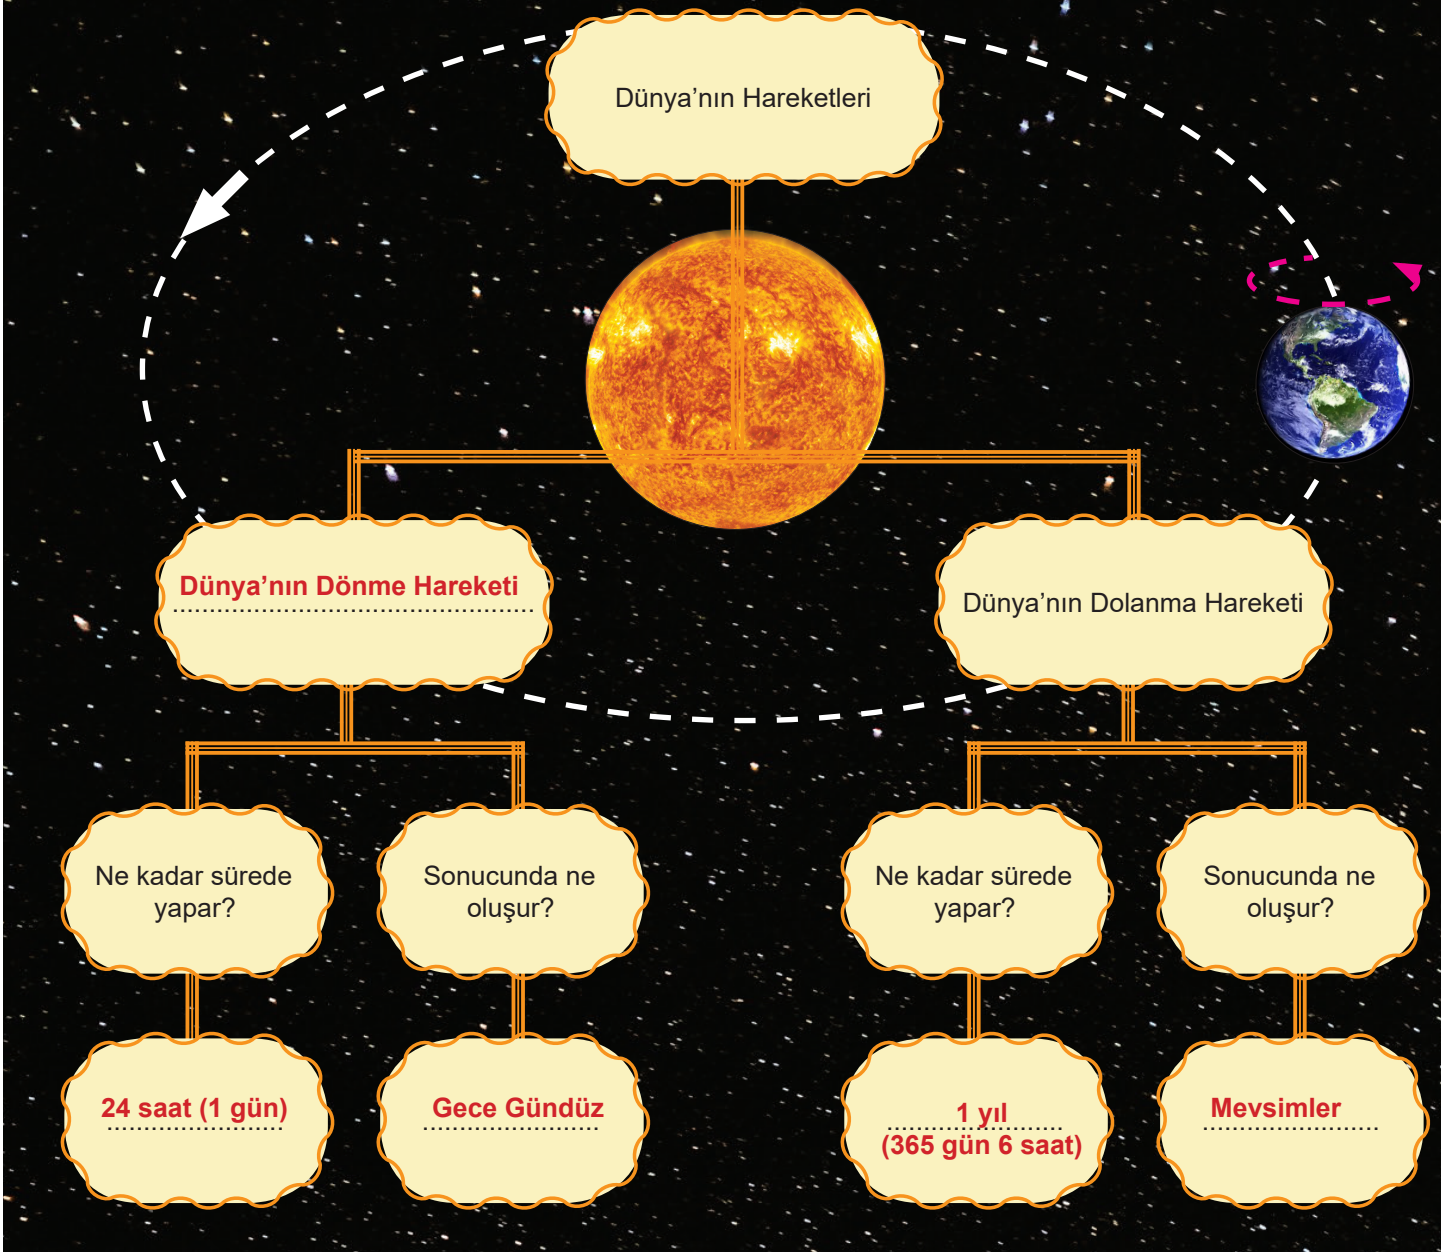 Dünya’nın Hareketleri
Dünya’nın Dönme Hareketi
Dünya’nın Dolanma Hareketi
Ne kadar sürede
yapar?
Sonucunda ne
oluşur?
Ne kadar sürede
yapar?
Sonucunda ne
oluşur?
24 saat (1 gün)
Gece Gündüz
1 yıl
(365 gün 6 saat)
Mevsimler